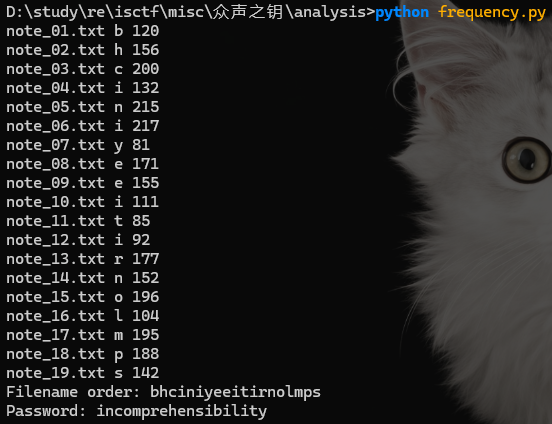 D:\study\re\isctf\misc\众声之钥\analysis>python frequency.py
note_01.txt b 120
note_02.txt h 156
note_03.txt c 200
note_04.txt i 132
note_05.txt n 215
note_06.txt i 217
note_07.txt y 81
note_08.txt e 171
note_09.txt e 155
note_10.txt i 111
note_11.txt t 85
note_12.txt i 92
note_13.txt r 177
note_14.txt n 152
note_15.txt o 196
note_16.txt l 104
note_17.txt m 195
note_18.txt p 188
note_19.txt s 142
Filename order: bhciniyeeitirnolmps
Password: incomprehensibility